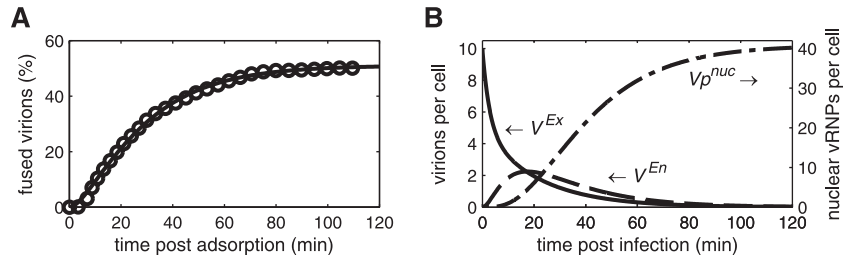 A
fused virions (%)
60
40
20
0
0 20 40 60 80 100 120
time post adsorption (min)
B
virions per cell
10
8
6
4
2
0
0 20 40 60 80 100 120
time post infection (min)
40
30
20
10
0
nuclear vRNPs per cell
← V^Ex
← V^En
Vp^nuc →